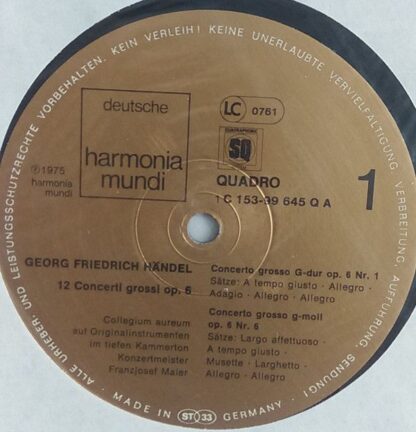 ALLE URHEBER- UND LEISTUNGSSCHUTZRECHTE VORBEHALTEN. KEIN VERLEIH! KEINE UNERLAUBTE VERVIELFÄLTIGUNG, VERBREITUNG, AUFFÜHRUNG, SENDUNG!
deutsche
harmonia
mundi
LC 0761
QUADRAPHONIC
SQ
℗1975
harmonia
mundi
QUADRO
1C 153-99 645 Q A
1
GEORG FRIEDRICH HÄNDEL
12 Concerti grossi op. 6
Collegium aureum
auf Originalinstrumenten
im tiefen Kammerton
Konzertmeister
Franzjosef Maier
Concerto grosso G-dur op. 6 Nr. 1
Sätze: A tempo giusto · Allegro ·
Adagio · Allegro · Allegro
Concerto grosso g-moll
op. 6 Nr. 6
Sätze: Largo affettuoso ·
A tempo giusto ·
Musette · Larghetto ·
Allegro · Allegro
MADE IN ST 33 GERMANY